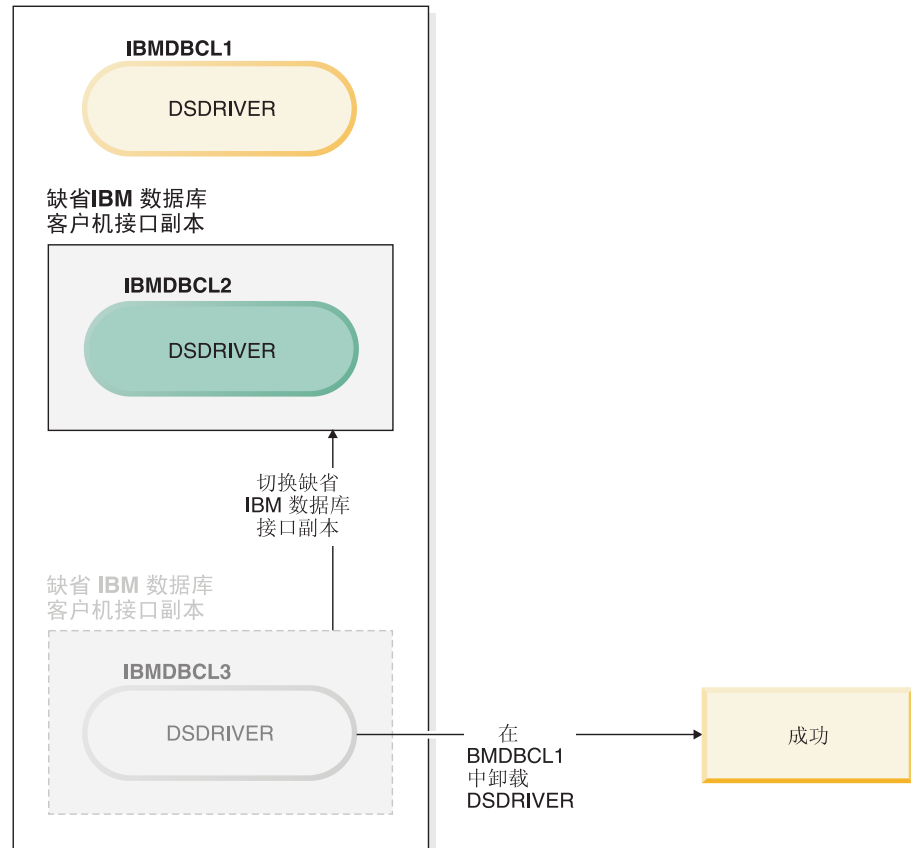 IBMDBCL1
DSDRIVER
缺省IBM 数据库
客户机接口副本
IBMDBCL2
DSDRIVER
切换缺省
IBM 数据库
接口副本
缺省 IBM 数据库
客户机接口副本
IBMDBCL3
DSDRIVER
在
BMDBCL1
中卸载
DSDRIVER
成功